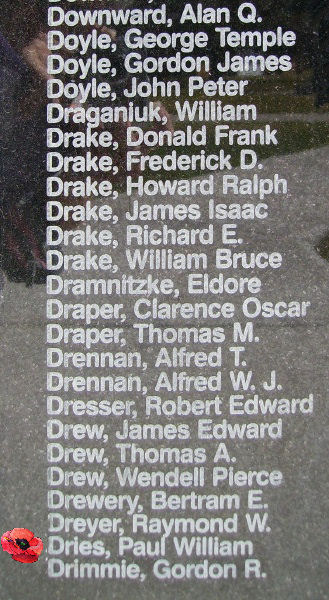 Downward, Alan Q.
Doyle, George Temple
Doyle, Gordon James
Doyle, John Peter
Draganiuk, William
Drake, Donald Frank
Drake, Frederick D.
Drake, Howard Ralph
Drake, James Isaac
Drake, Richard E.
Drake, William Bruce
Dramnitzke, Eldore
Draper, Clarence Oscar
Draper, Thomas M.
Drennan, Alfred T.
Drennan, Alfred W. J.
Dresser, Robert Edward
Drew, James Edward
Drew, Thomas A.
Drew, Wendell Pierce
Drewery, Bertram E.
Dreyer, Raymond W.
Dries, Paul William
Drimmie, Gordon R.